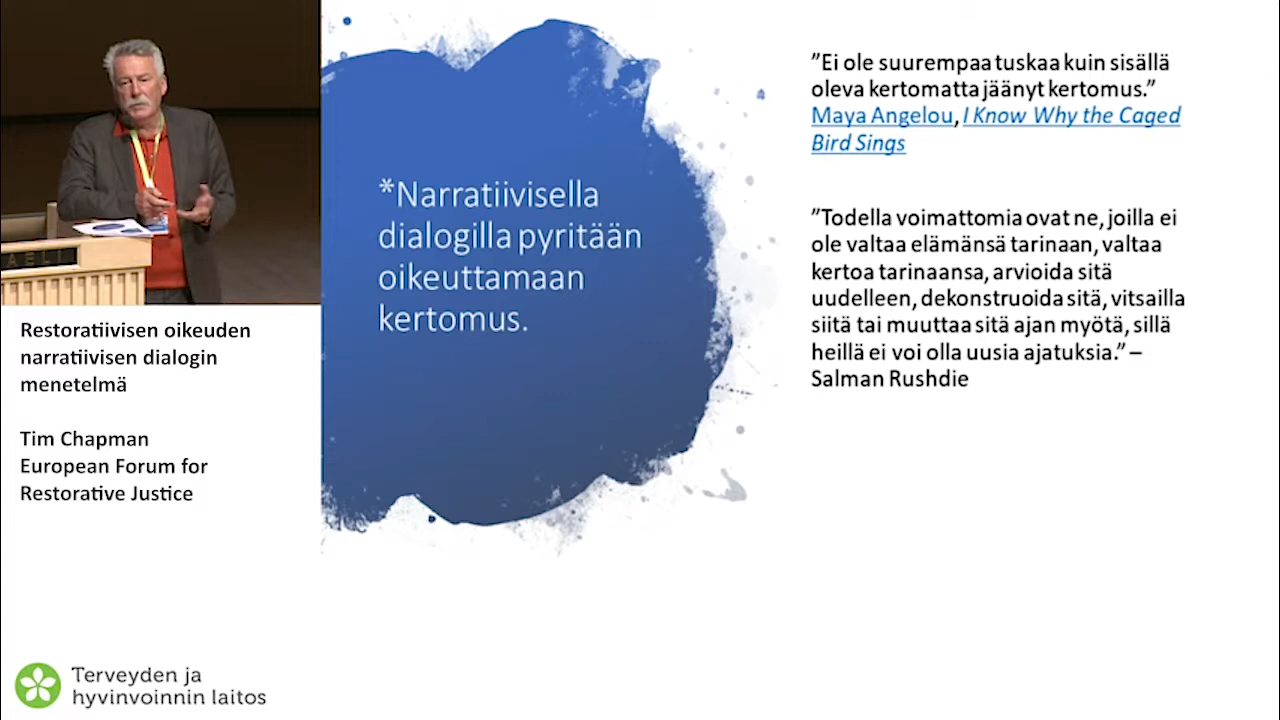 Restoratiivisen oikeuden
narratiivisen dialogin
menetelmä
Tim Chapman
European Forum for
Restorative Justice
*Narratiivisella
dialogilla pyritään
oikeuttamaan
kertomus.
”Ei ole suurempaa tuskaa kuin sisällä
oleva kertomatta jäänyt kertomus.”
Maya Angelou, I Know Why the Caged
Bird Sings
”Todella voimattomia ovat ne, joilla ei
ole valtaa elämänsä tarinaan, valtaa
kertoa tarinaansa, arvioida sitä
uudelleen, dekonstruoida sitä, vitsailla
siitä tai muuttaa sitä ajan myötä, sillä
heillä ei voi olla uusia ajatuksia.” –
Salman Rushdie
Terveyden ja
hyvinvoinnin laitos